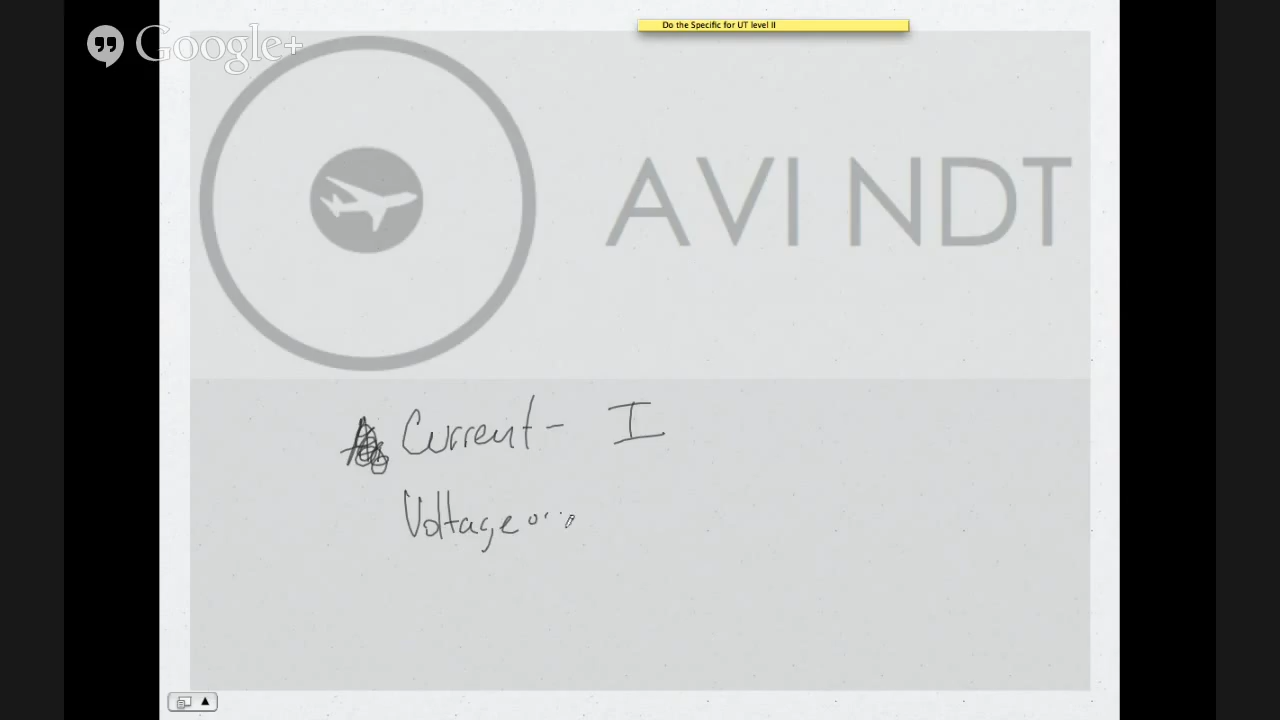 Do the Specific for UT level II
Google+
AVI NDT
Current - I
Voltage